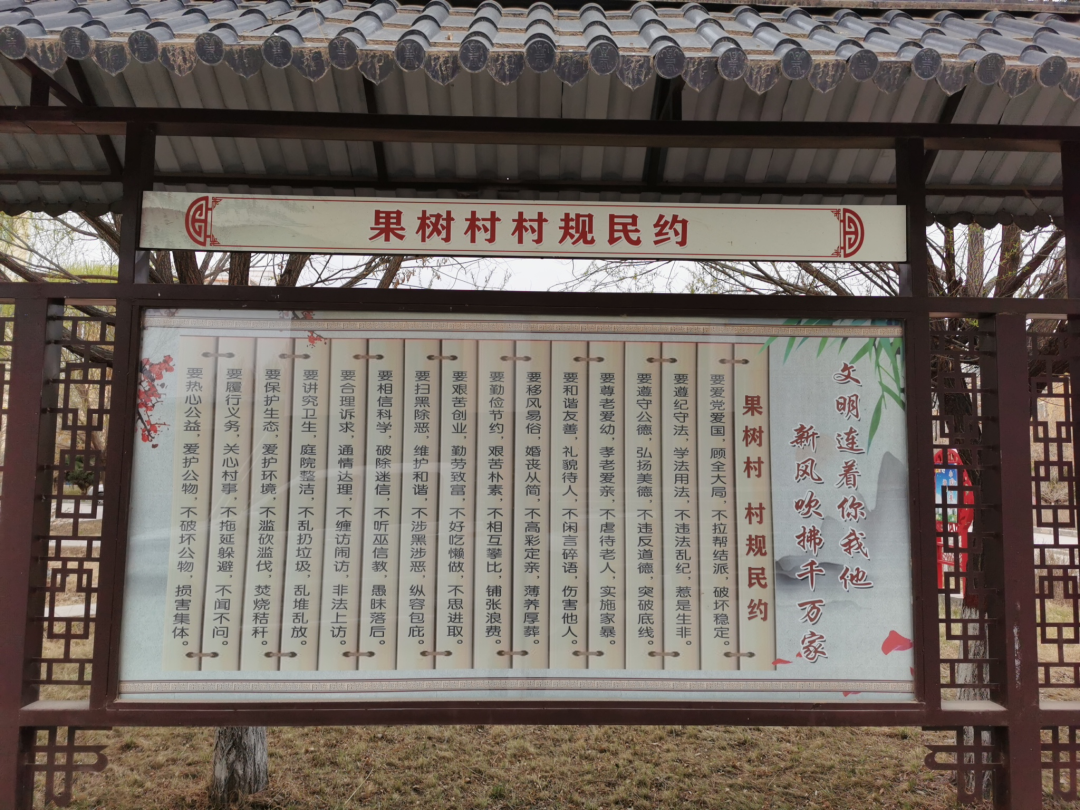 果树村村规民约
文明连着你我他
新风吹拂千万家
果树村 村规民约
要爱党爱国，顾全大局，不拉帮结派，破坏稳定。
要遵纪守法，学法用法，不违法乱纪，惹是生非。
要遵守公德，弘扬美德，不违反道德，突破底线。
要尊老爱幼，孝老爱亲，不虐待老人，实施家暴。
要和谐友善，礼貌待人，不闲言碎语，伤害他人。
要移风易俗，婚丧从简，不高彩定亲，薄养厚葬。
要勤俭节约，艰苦朴素，不相互攀比，铺张浪费。
要艰苦创业，勤劳致富，不好吃懒做，不思进取。
要扫黑除恶，维护和谐，不涉黑涉恶，纵容包庇。
要相信科学，破除迷信，不听巫信教，愚昧落后。
要合理诉求，通情达理，不缠访闹访，非法上访。
要讲究卫生，庭院整洁，不乱扔垃圾，乱堆乱放。
要保护生态，爱护环境，不滥砍滥伐，焚烧秸秆。
要履行义务，关心村事，不拖延躲避，不闻不问。
要热心公益，爱护公物，不破坏公物，损害集体。